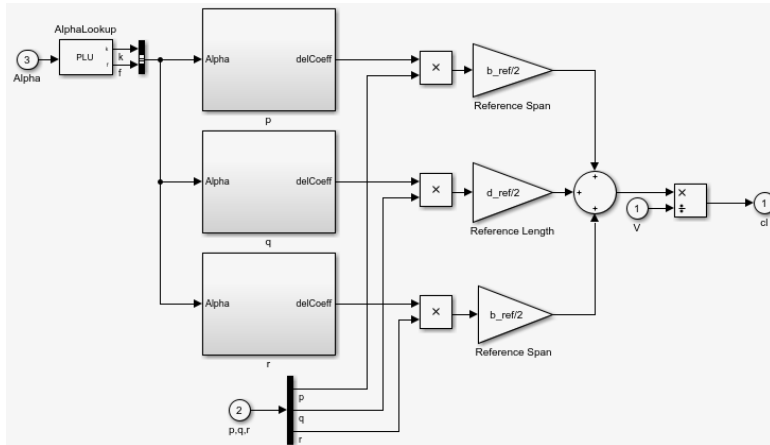 AlphaLookup
3
Alpha
PLU
k
f
k
f
Alpha
delCoeff
p
×
b_ref/2
Reference Span
Alpha
delCoeff
q
×
d_ref/2
Reference Length
+
+
+
1
V
×
÷
1
cl
Alpha
delCoeff
r
×
b_ref/2
Reference Span
2
p,q,r
p
q
r